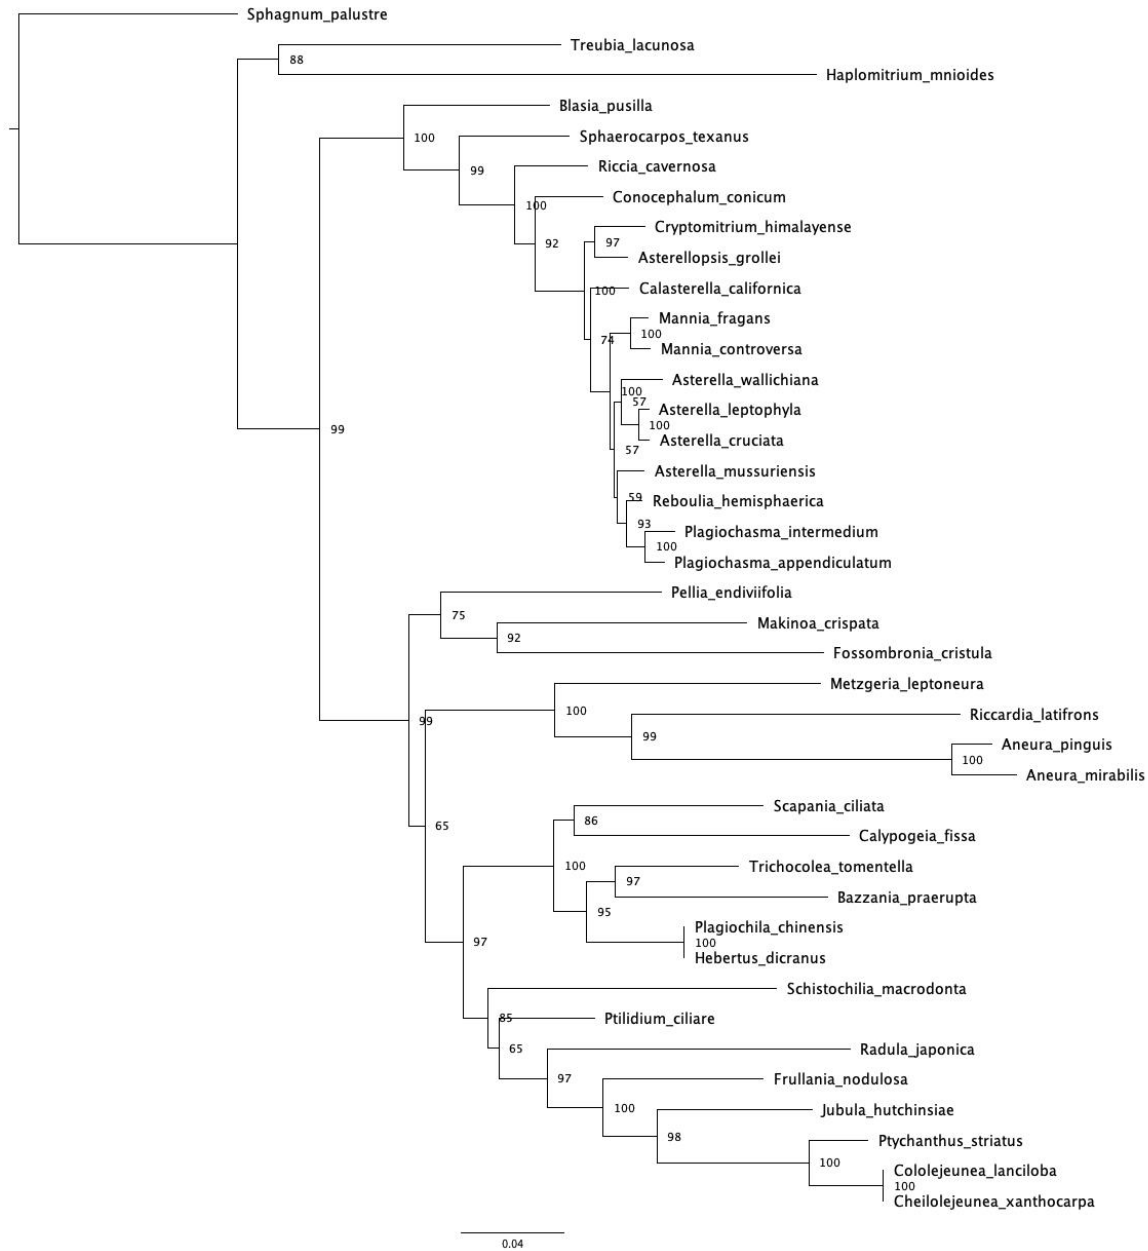 Sphagnum_palustre
Treubia_lacunosa
88
Haplomitrium_mnioides
Blasia_pusilla
100
Sphaerocarpos_texanus
99
Riccia_cavernosa
100
Conocephalum_conicum
92
Cryptomitrium_himalayense
97
Asterellopsis_grollei
100
Calasterella_californica
Mannia_fragans
100
74
Mannia_controversa
Asterella_wallichiana
100
57
Asterella_leptophyla
100
Asterella_cruciata
99
57
Asterella_mussuriensis
59
Reboulia_hemisphaerica
93
Plagiochasma_intermedium
100
Plagiochasma_appendiculatum
Pellia_endiviifolia
75
Makinoa_crispata
92
Fossombronia_cristula
Metzgeria_leptoneura
100
Riccardia_latifrons
99
99
Aneura_pinguis
100
Aneura_mirabilis
Scapania_ciliata
86
65
Calypogeia_fissa
100
Trichocolea_tomentella
97
Bazzania_praerupta
95
Plagiochila_chinensis
97
100
Hebertus_dicranus
Schistochilia_macrodonta
85
Ptilidium_ciliare
65
Radula_japonica
97
Frullania_nodulosa
100
Jubula_hutchinsiae
98
Ptychanthus_striatus
100
Cololejeunea_lanciloba
100
Cheilolejeunea_xanthocarpa
0.04